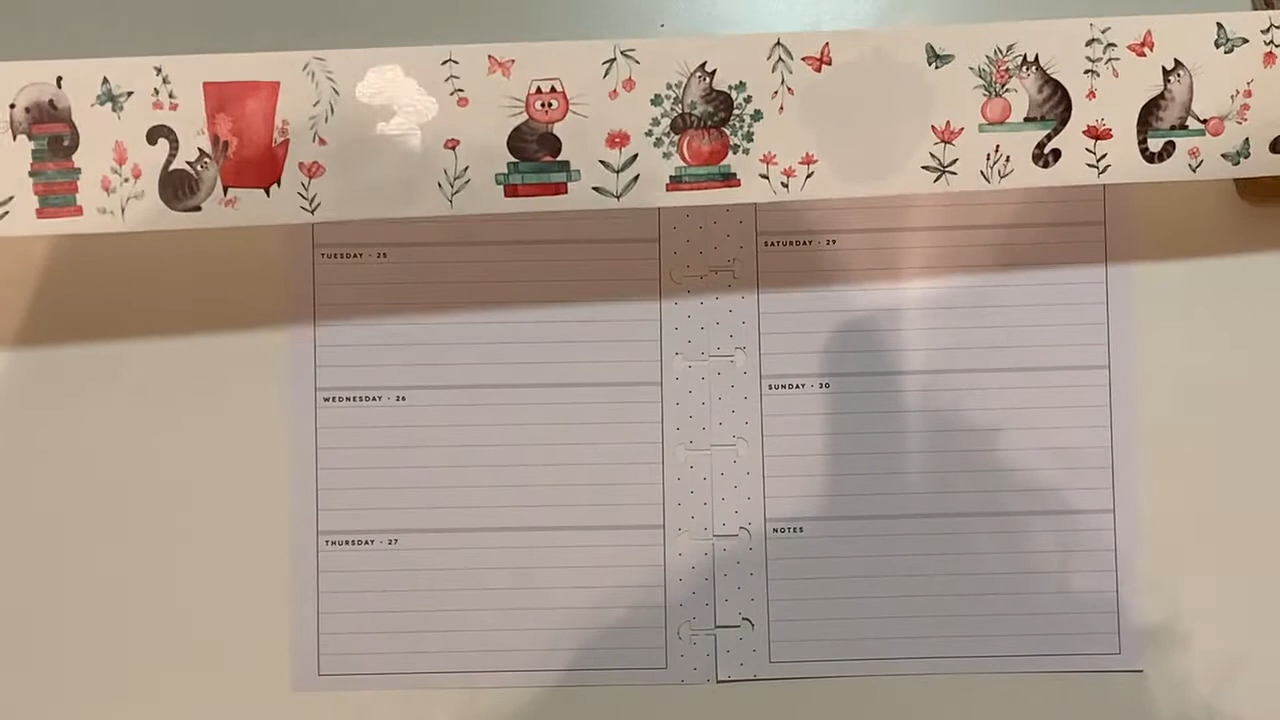 TUESDAY · 25
WEDNESDAY · 26
THURSDAY · 27
SATURDAY · 29
SUNDAY · 30
NOTES